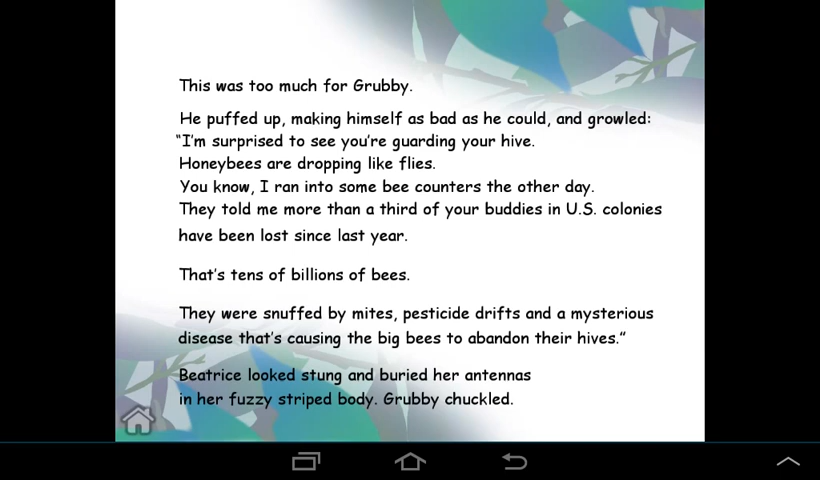 This was too much for Grubby.
He puffed up, making himself as bad as he could, and growled:
“I’m surprised to see you’re guarding your hive.
Honeybees are dropping like flies.
You know, I ran into some bee counters the other day.
They told me more than a third of your buddies in U.S. colonies
have been lost since last year.
That’s tens of billions of bees.
They were snuffed by mites, pesticide drifts and a mysterious
disease that’s causing the big bees to abandon their hives.”
Beatrice looked stung and buried her antennas
in her fuzzy striped body. Grubby chuckled.